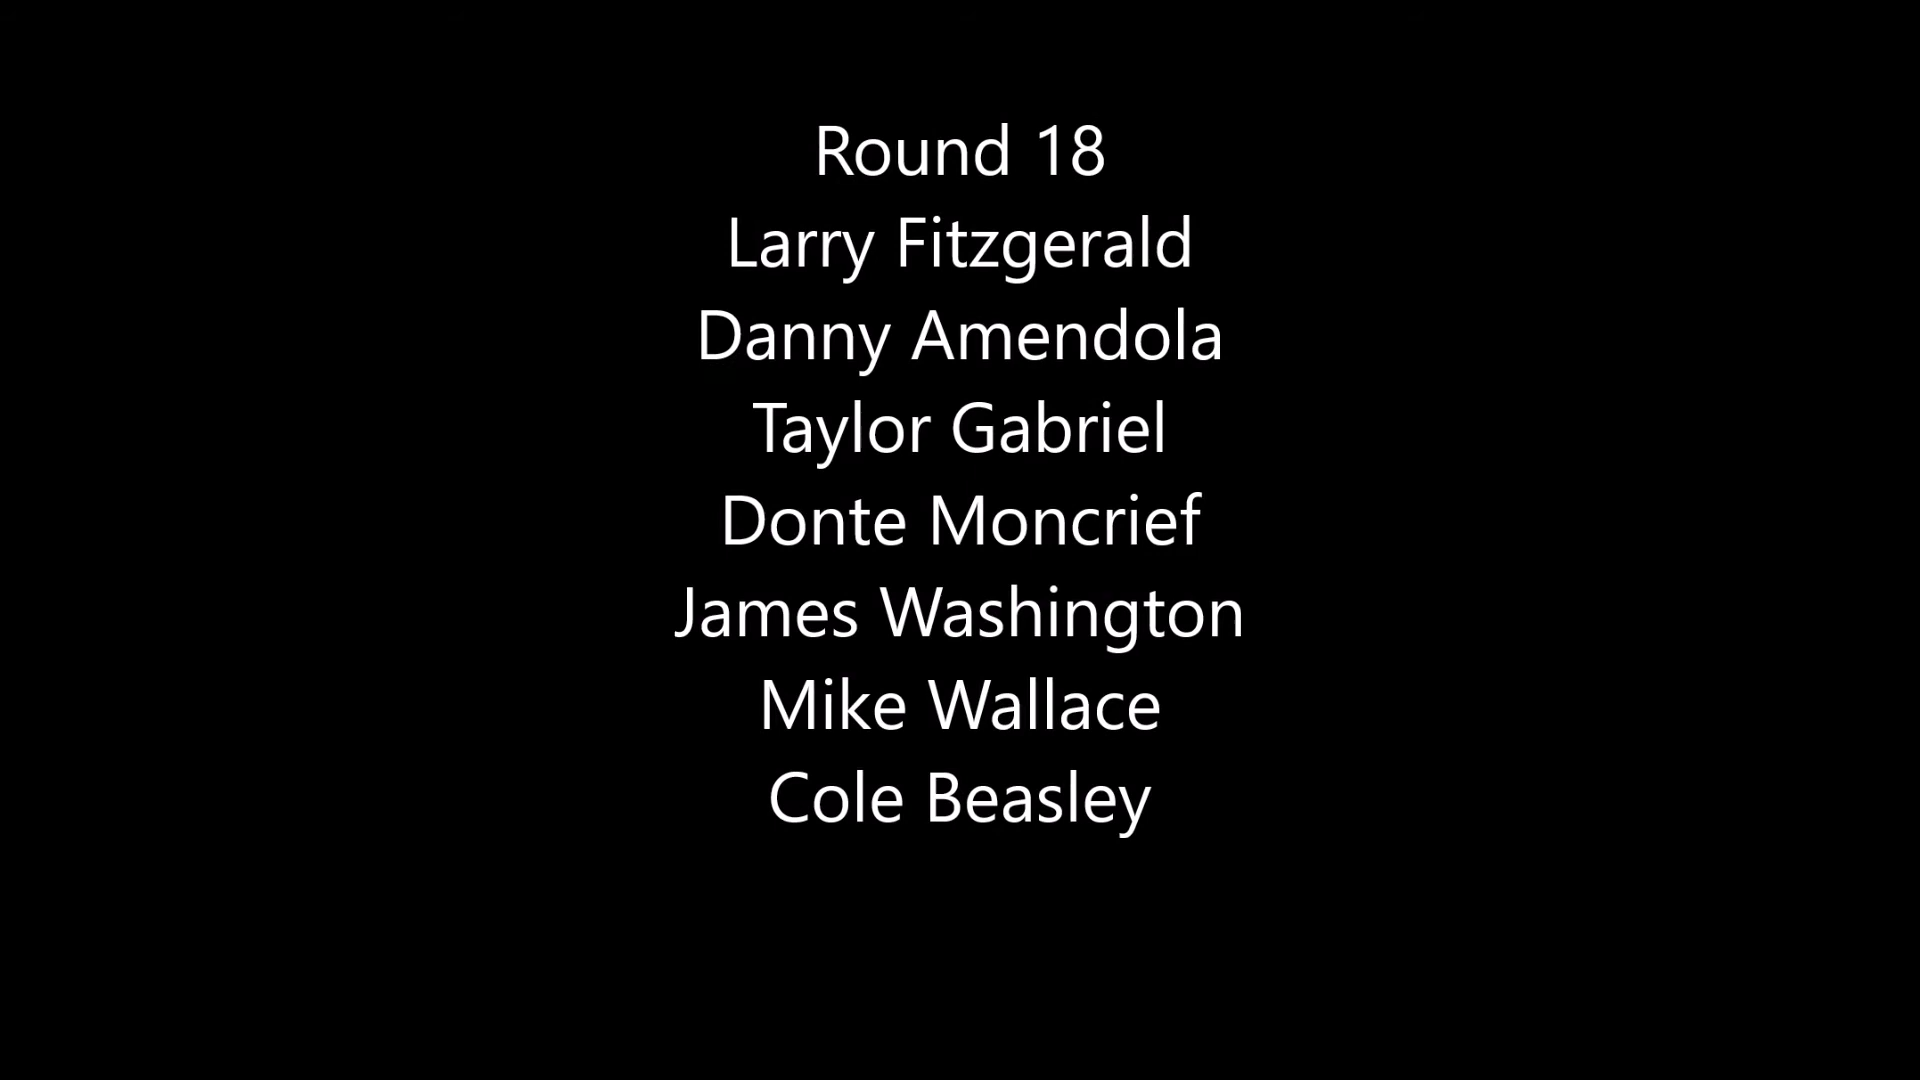 Round 18
Larry Fitzgerald
Danny Amendola
Taylor Gabriel
Donte Moncrief
James Washington
Mike Wallace
Cole Beasley